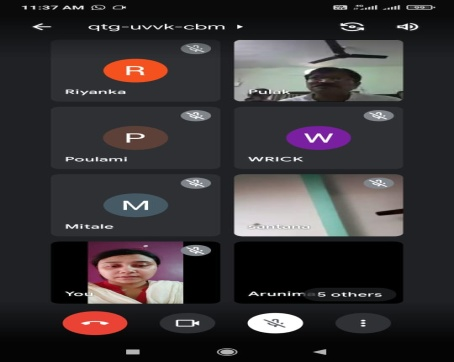 11:37 AM
qtg-uvvk-cbm
R
Riyanka
Pulak
P
Poulami
W
WRICK
M
Mitale
Santana
You
Arunim
5 others